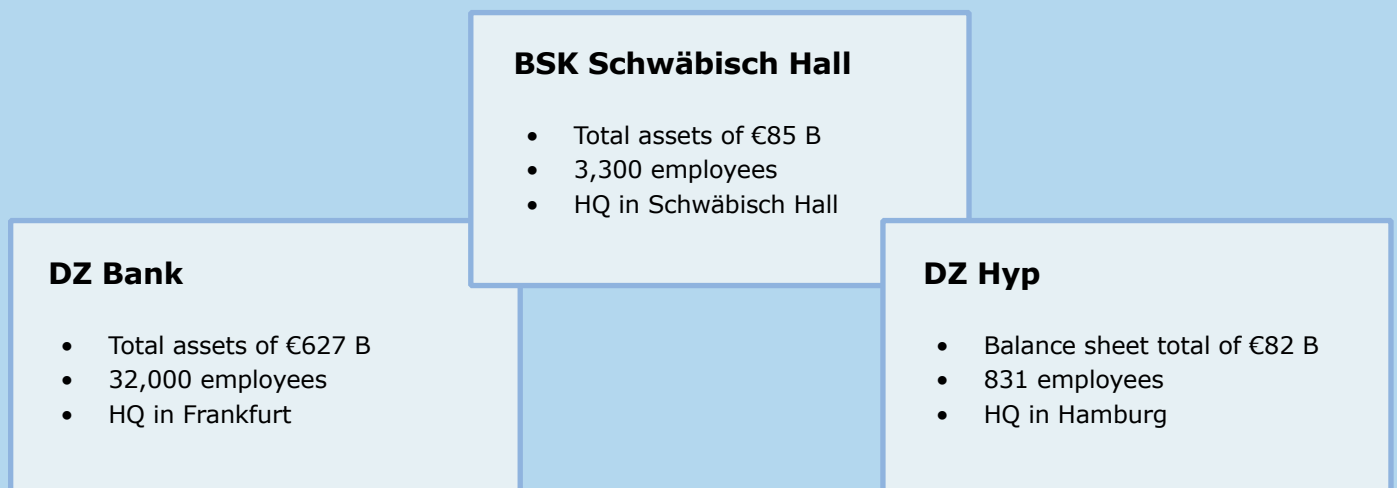 BSK Schwäbisch Hall
• Total assets of €85 B
• 3,300 employees
• HQ in Schwäbisch Hall
DZ Bank
• Total assets of €627 B
• 32,000 employees
• HQ in Frankfurt
DZ Hyp
• Balance sheet total of €82 B
• 831 employees
• HQ in Hamburg